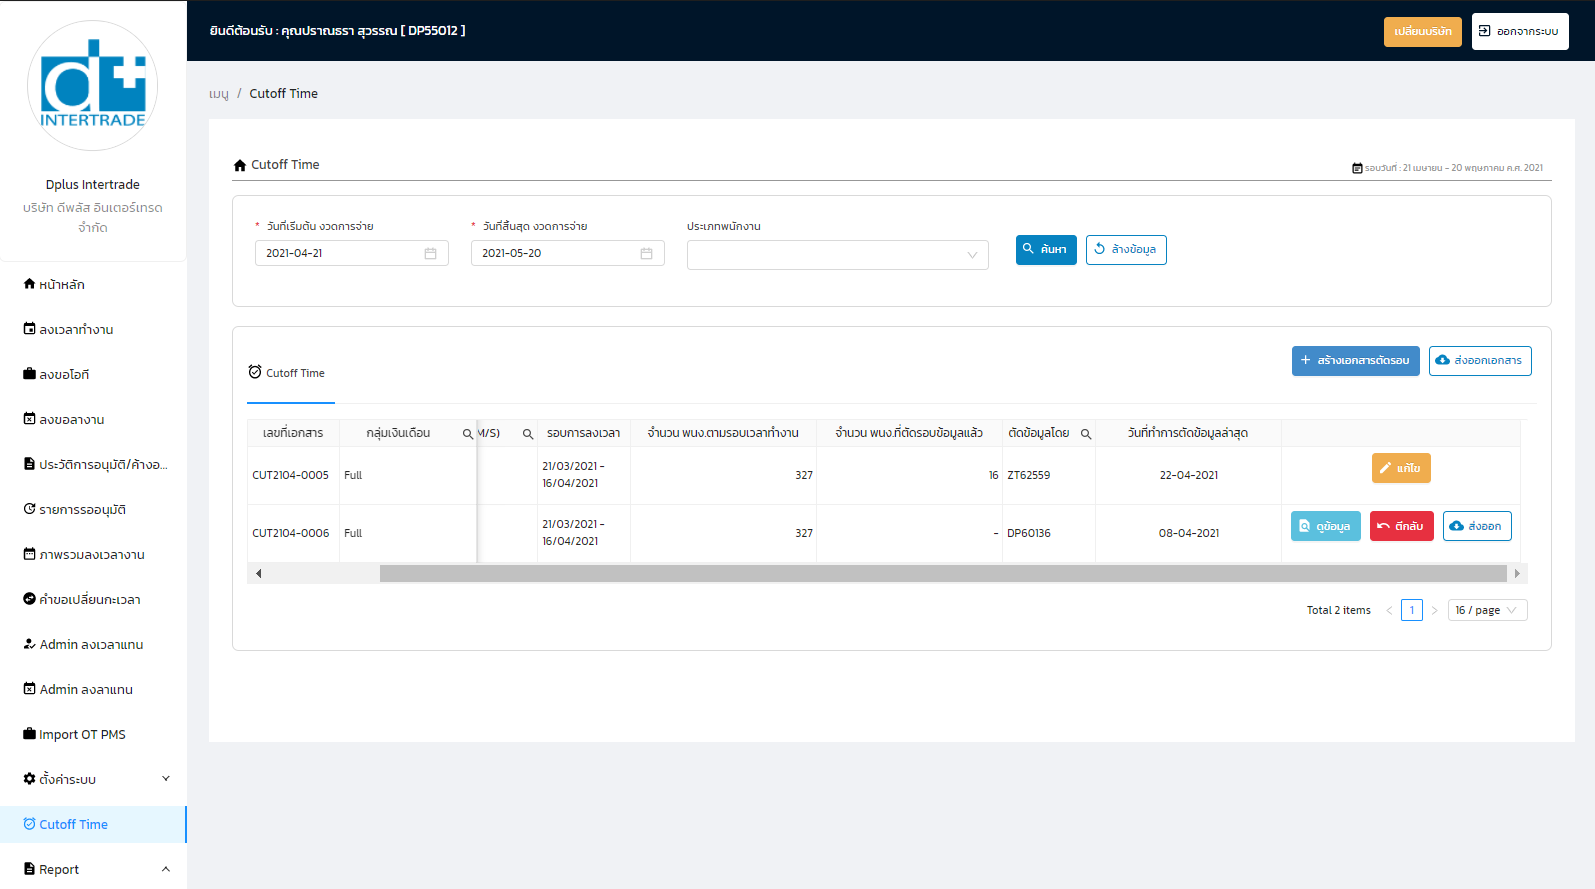 INTERTRADE
Dplus Intertrade
บริษัท ดีพลัส อินเตอร์เทรด
จำกัด
หน้าหลัก
ลงเวลาทำงาน
ลงขอโอที
ลงขอลางาน
ประวัติการอนุมัติ/ค้างอ...
รายการรออนุมัติ
ภาพรวมลงเวลางาน
คำขอเปลี่ยนกะเวลา
Admin ลงเวลาแทน
Admin ลงลาแทน
Import OT PMS
ตั้งค่าระบบ
Cutoff Time
Report
ยินดีต้อนรับ : คุณปราณธรา สุวรรณ [ DP55012 ]
เปลี่ยนบริษัท
ออกจากระบบ
เมนู / Cutoff Time
Cutoff Time
รอบวันที่ : 21 เมษายน - 20 พฤษภาคม ค.ศ. 2021
* วันที่เริ่มต้น งวดการจ่าย
* วันที่สิ้นสุด งวดการจ่าย
ประเภทพนักงาน
2021-04-21
2021-05-20
ค้นหา
ล้างข้อมูล
Cutoff Time
+ สร้างเอกสารตัดรอบ
ส่งออกเอกสาร
เลขที่เอกสาร กลุ่มเงินเดือน M/S) รอบการลงเวลา จำนวน พนง.ตามรอบเวลาทำงาน จำนวน พนง.ที่ตัดรอบข้อมูลแล้ว ตัดข้อมูลโดย วันที่ทำการตัดข้อมูลล่าสุด
CUT2104-0005 Full 21/03/2021 - 16/04/2021 327 16 ZT62559 22-04-2021 แก้ไข
CUT2104-0006 Full 21/03/2021 - 16/04/2021 327 - DP60136 08-04-2021 ดูข้อมูล ตีกลับ ส่งออก
Total 2 items < 1 > 16 / page